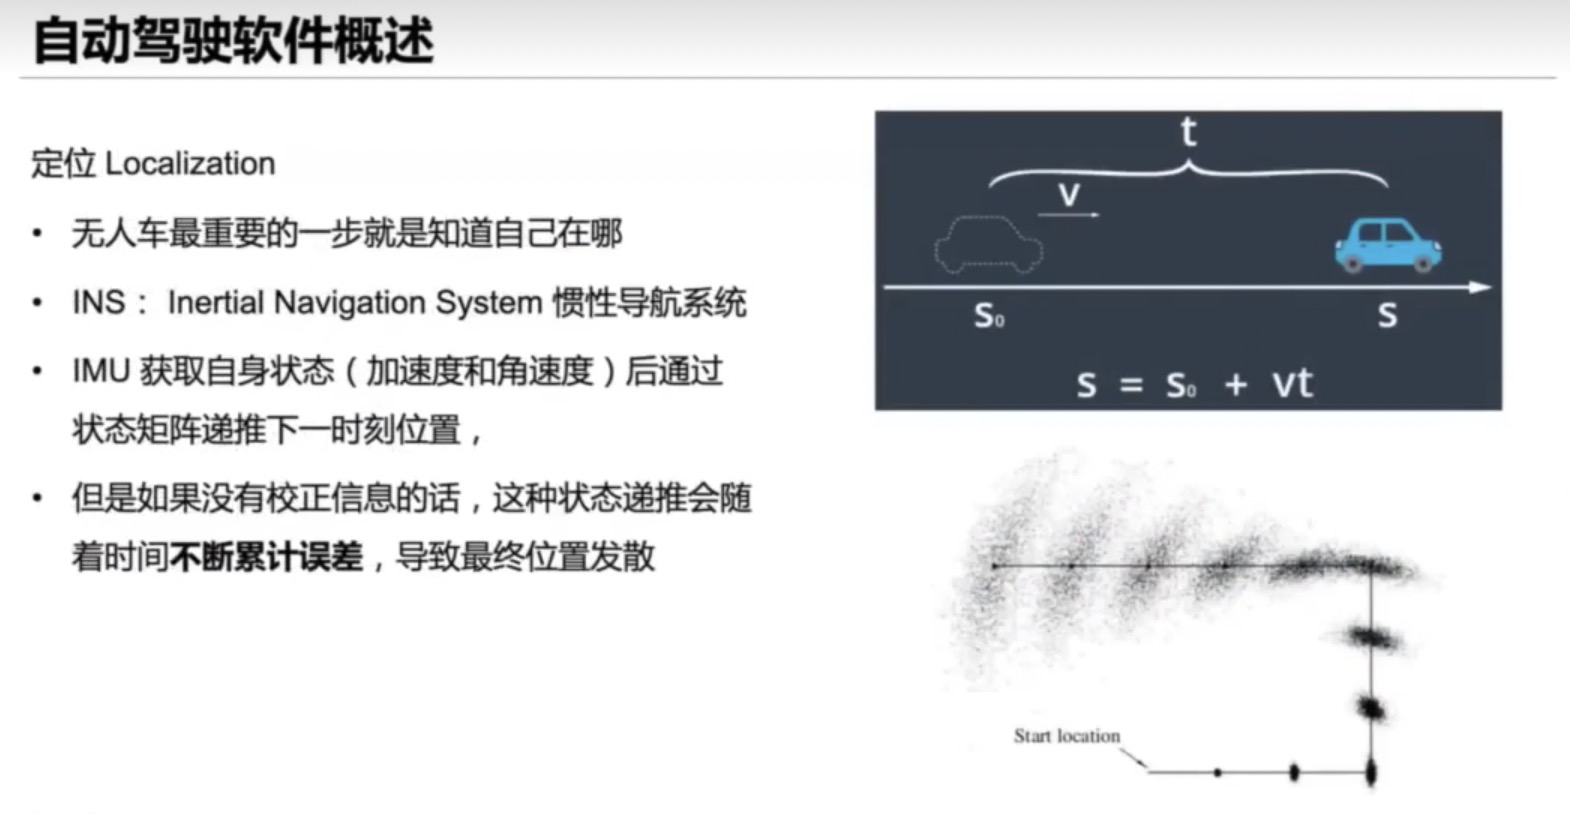 自动驾驶软件概述
定位 Localization
• 无人车最重要的一步就是知道自己在哪
• INS： Inertial Navigation System 惯性导航系统
• IMU 获取自身状态（加速度和角速度）后通过
状态矩阵递推下一时刻位置，
• 但是如果没有校正信息的话，这种状态递推会随
着时间不断累计误差，导致最终位置发散
t
v
s₀
s
s = s₀ + vt
Start location